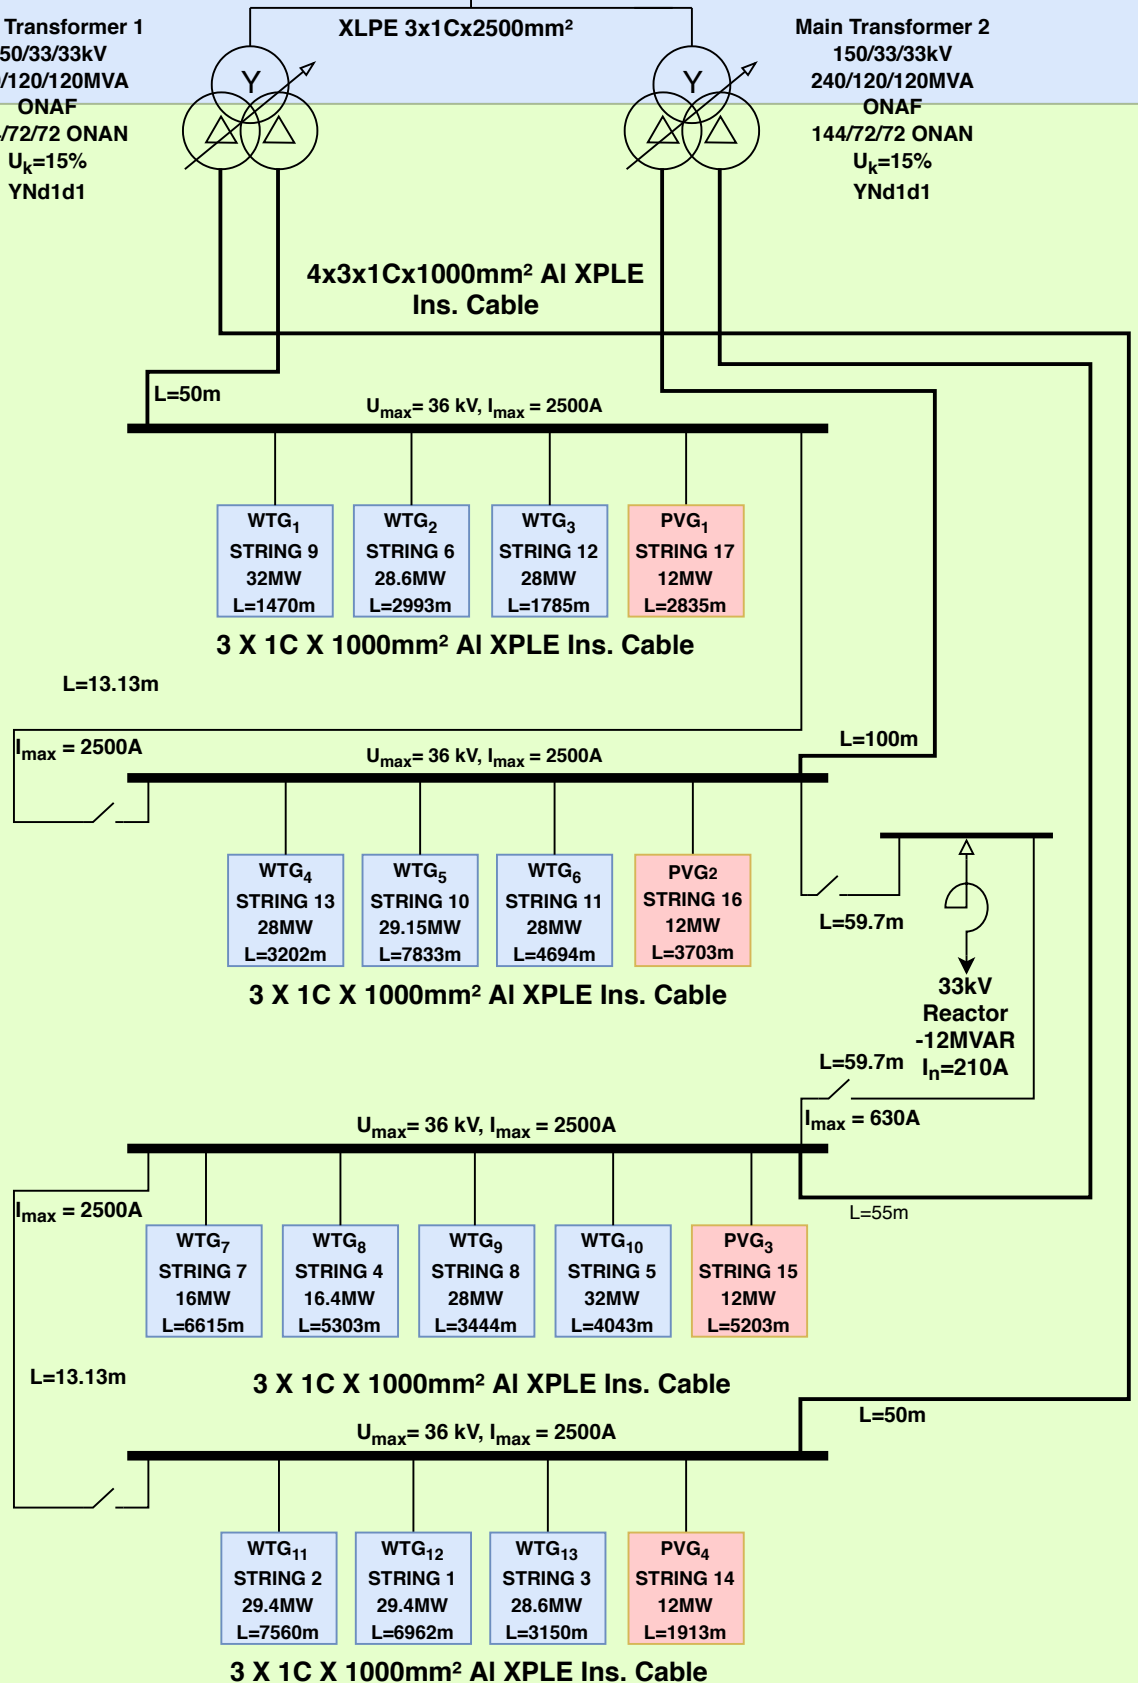 Transformer 1
50/33/33kV
/120/120MVA
ONAF
/72/72 ONAN
Uk=15%
YNd1d1
XLPE 3x1Cx2500mm²
Main Transformer 2
150/33/33kV
240/120/120MVA
ONAF
144/72/72 ONAN
Uk=15%
YNd1d1
Y
Y
4x3x1Cx1000mm² Al XPLE
Ins. Cable
L=50m
Umax= 36 kV, Imax = 2500A
WTG1
STRING 9
32MW
L=1470m
WTG2
STRING 6
28.6MW
L=2993m
WTG3
STRING 12
28MW
L=1785m
PVG1
STRING 17
12MW
L=2835m
3 X 1C X 1000mm² Al XPLE Ins. Cable
L=13.13m
Imax = 2500A
Umax= 36 kV, Imax = 2500A
L=100m
WTG4
STRING 13
28MW
L=3202m
WTG5
STRING 10
29.15MW
L=7833m
WTG6
STRING 11
28MW
L=4694m
PVG2
STRING 16
12MW
L=3703m
3 X 1C X 1000mm² Al XPLE Ins. Cable
L=59.7m
33kV
Reactor
-12MVAR
In=210A
L=59.7m
Imax = 630A
Umax= 36 kV, Imax = 2500A
Imax = 2500A
L=55m
WTG7
STRING 7
16MW
L=6615m
WTG8
STRING 4
16.4MW
L=5303m
WTG9
STRING 8
28MW
L=3444m
WTG10
STRING 5
32MW
L=4043m
PVG3
STRING 15
12MW
L=5203m
L=13.13m
3 X 1C X 1000mm² Al XPLE Ins. Cable
L=50m
Umax= 36 kV, Imax = 2500A
WTG11
STRING 2
29.4MW
L=7560m
WTG12
STRING 1
29.4MW
L=6962m
WTG13
STRING 3
28.6MW
L=3150m
PVG4
STRING 14
12MW
L=1913m
3 X 1C X 1000mm² Al XPLE Ins. Cable